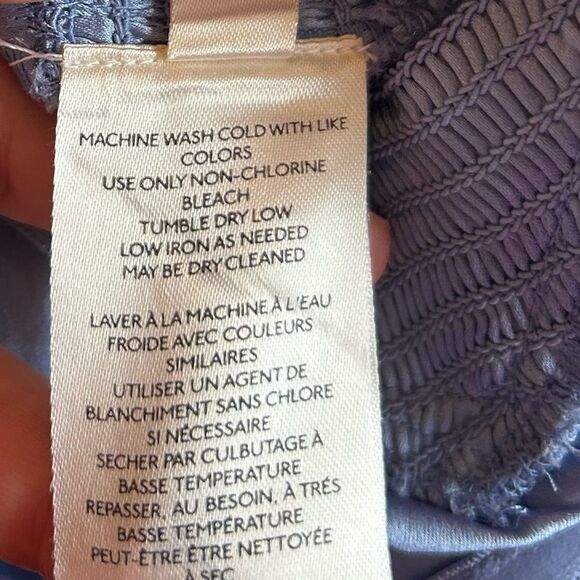 MACHINE WASH COLD WITH LIKE
COLORS
USE ONLY NON-CHLORINE
BLEACH
TUMBLE DRY LOW
LOW IRON AS NEEDED
MAY BE DRY CLEANED
LAVER À LA MACHINE À L'EAU
FROIDE AVEC COULEURS
SIMILAIRES
UTILISER UN AGENT DE
BLANCHIMENT SANS CHLORE
SI NÉCESSAIRE
SECHER PAR CULBUTAGE À
BASSE TEMPERATURE
REPASSER, AU BESOIN, À TRÉS
BASSE TEMPÉRATURE
PEUT-ÊTRE ÊTRE NETTOYÉE
À SEC